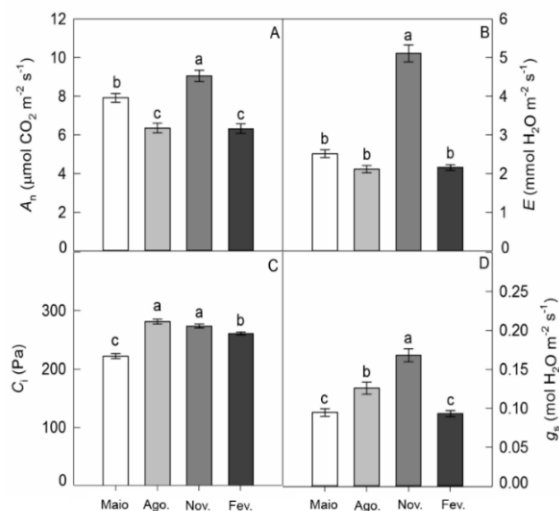 A
12
10
8
6
4
2
0
Aₙ (µmol CO₂ m⁻² s⁻¹)
b
c
a
c
B
6
5
4
3
2
1
0
E (mmol H₂O m⁻² s⁻¹)
b
b
a
b
C
300
200
100
0
Cᵢ (Pa)
c
a
a
b
Maio Ago. Nov. Fev.
D
0.25
0.20
0.15
0.10
0.05
0.00
gₛ (mol H₂O m⁻² s⁻¹)
c
b
a
c
Maio Ago. Nov. Fev.